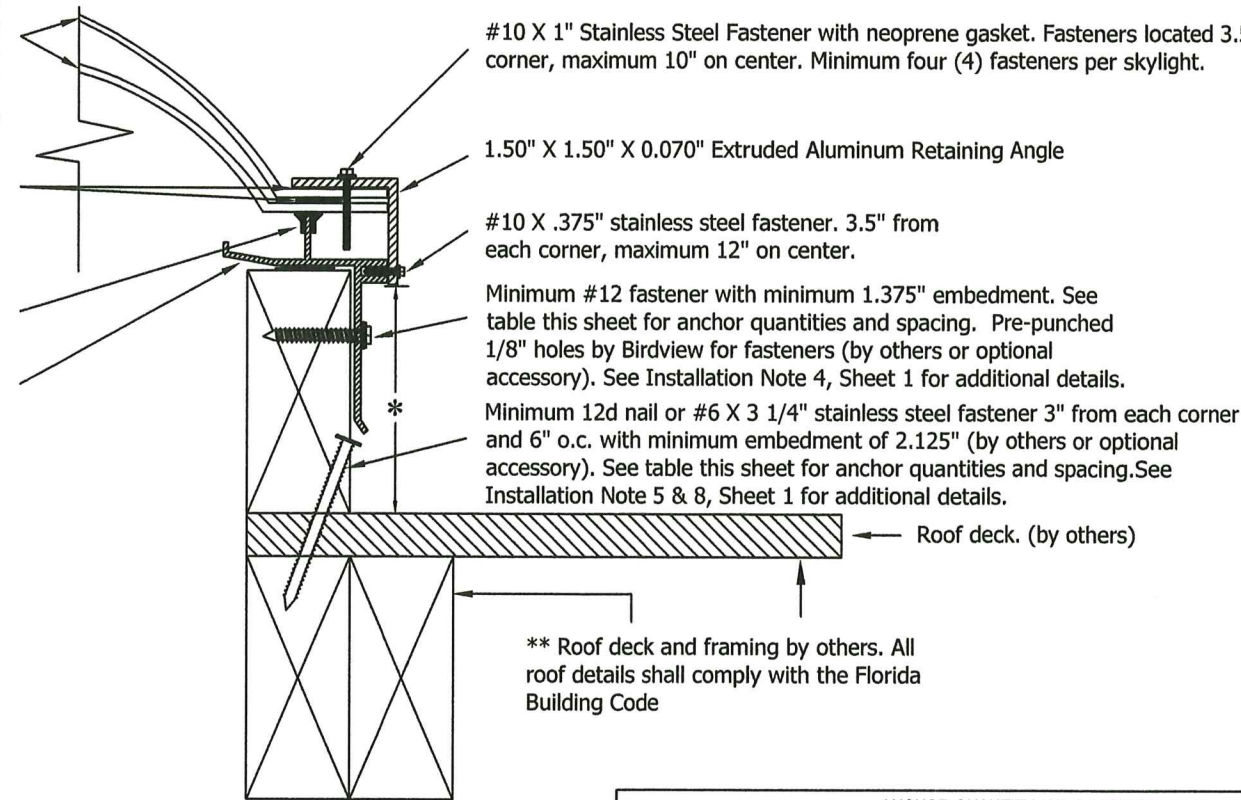 #10 X 1" Stainless Steel Fastener with neoprene gasket. Fasteners located 3.5
corner, maximum 10" on center. Minimum four (4) fasteners per skylight.
1.50" X 1.50" X 0.070" Extruded Aluminum Retaining Angle
#10 X .375" stainless steel fastener. 3.5" from
each corner, maximum 12" on center.
Minimum #12 fastener with minimum 1.375" embedment. See
table this sheet for anchor quantities and spacing. Pre-punched
1/8" holes by Birdview for fasteners (by others or optional
accessory). See Installation Note 4, Sheet 1 for additional details.
*
Minimum 12d nail or #6 X 3 1/4" stainless steel fastener 3" from each corner
and 6" o.c. with minimum embedment of 2.125" (by others or optional
accessory). See table this sheet for anchor quantities and spacing.See
Installation Note 5 & 8, Sheet 1 for additional details.
Roof deck. (by others)
** Roof deck and framing by others. All
roof details shall comply with the Florida
Building Code